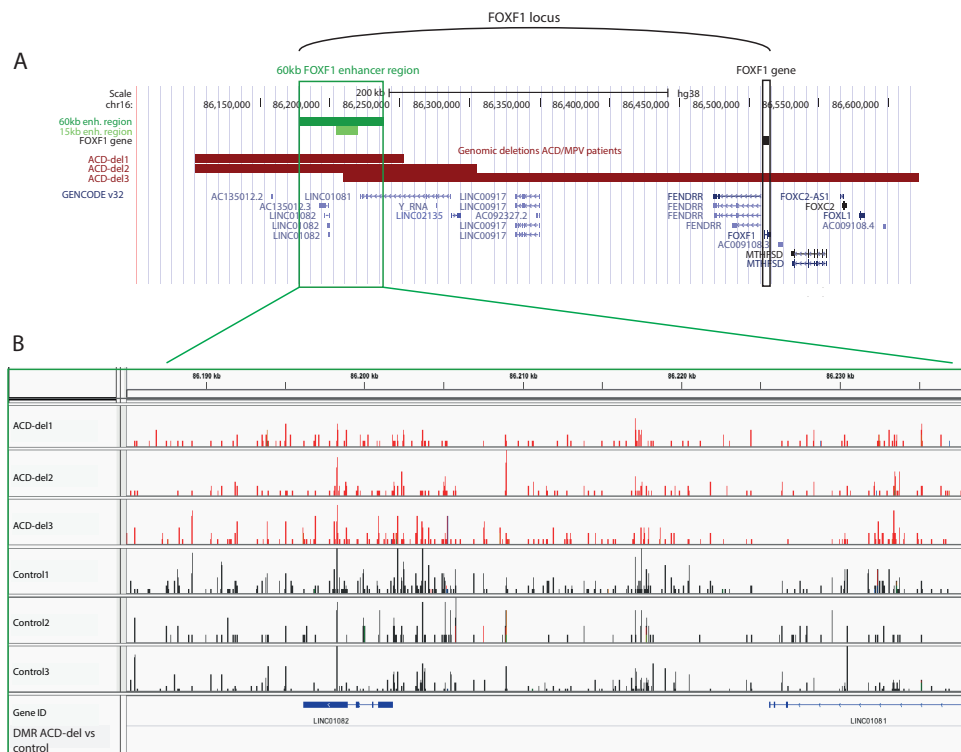 FOXF1 locus
A
60kb FOXF1 enhancer region
FOXF1 gene
Scale
200 kb
hg38
chr16:
86,150,000
86,200,000
86,250,000
86,300,000
86,350,000
86,400,000
86,450,000
86,500,000
86,550,000
86,600,000
60kb enh. region
15kb enh. region
FOXF1 gene
Genomic deletions ACD/MPV patients
ACD-del1
ACD-del2
ACD-del3
GENCODE v32
AC135012.2
LINC01081
LINC00917
FENDRR
FOXC2-AS1
AC135012.3
Y_RNA
LINC00917
FENDRR
FOXC2
LINC01082
LINC02135
AC092327.2
FENDRR
FOXL1
LINC01082
LINC00917
FENDRR
AC009108.4
LINC01082
LINC00917
FOXF1
AC009108.3
MTHFSD
MTHFSD
B
86.190 kb
86.200 kb
86.210 kb
86.220 kb
86.230 kb
ACD-del1
ACD-del2
ACD-del3
Control1
Control2
Control3
Gene ID
LINC01082
LINC01081
DMR ACD-del vs
control